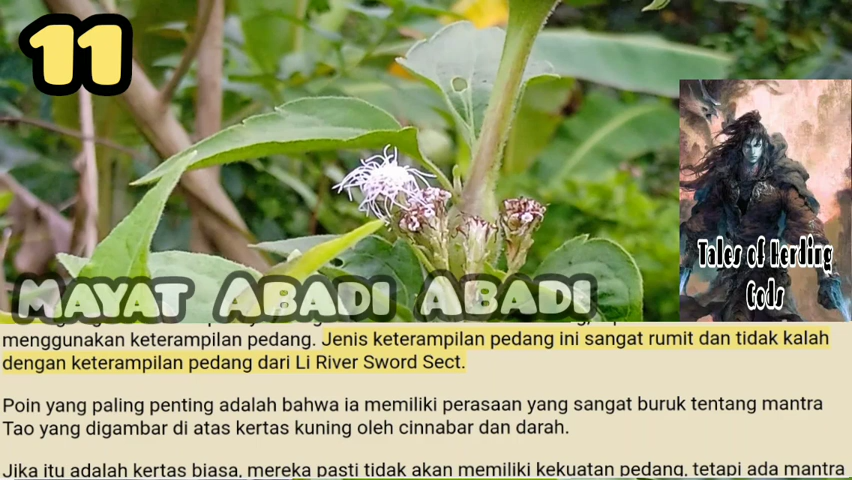 11
Tales of Herding
Gods
MAYAT ABADI ABADI
menggunakan keterampilan pedang. Jenis keterampilan pedang ini sangat rumit dan tidak kalah
dengan keterampilan pedang dari Li River Sword Sect.
Poin yang paling penting adalah bahwa ia memiliki perasaan yang sangat buruk tentang mantra
Tao yang digambar di atas kertas kuning oleh cinnabar dan darah.
Jika itu adalah kertas biasa, mereka pasti tidak akan memiliki kekuatan pedang, tetapi ada mantra